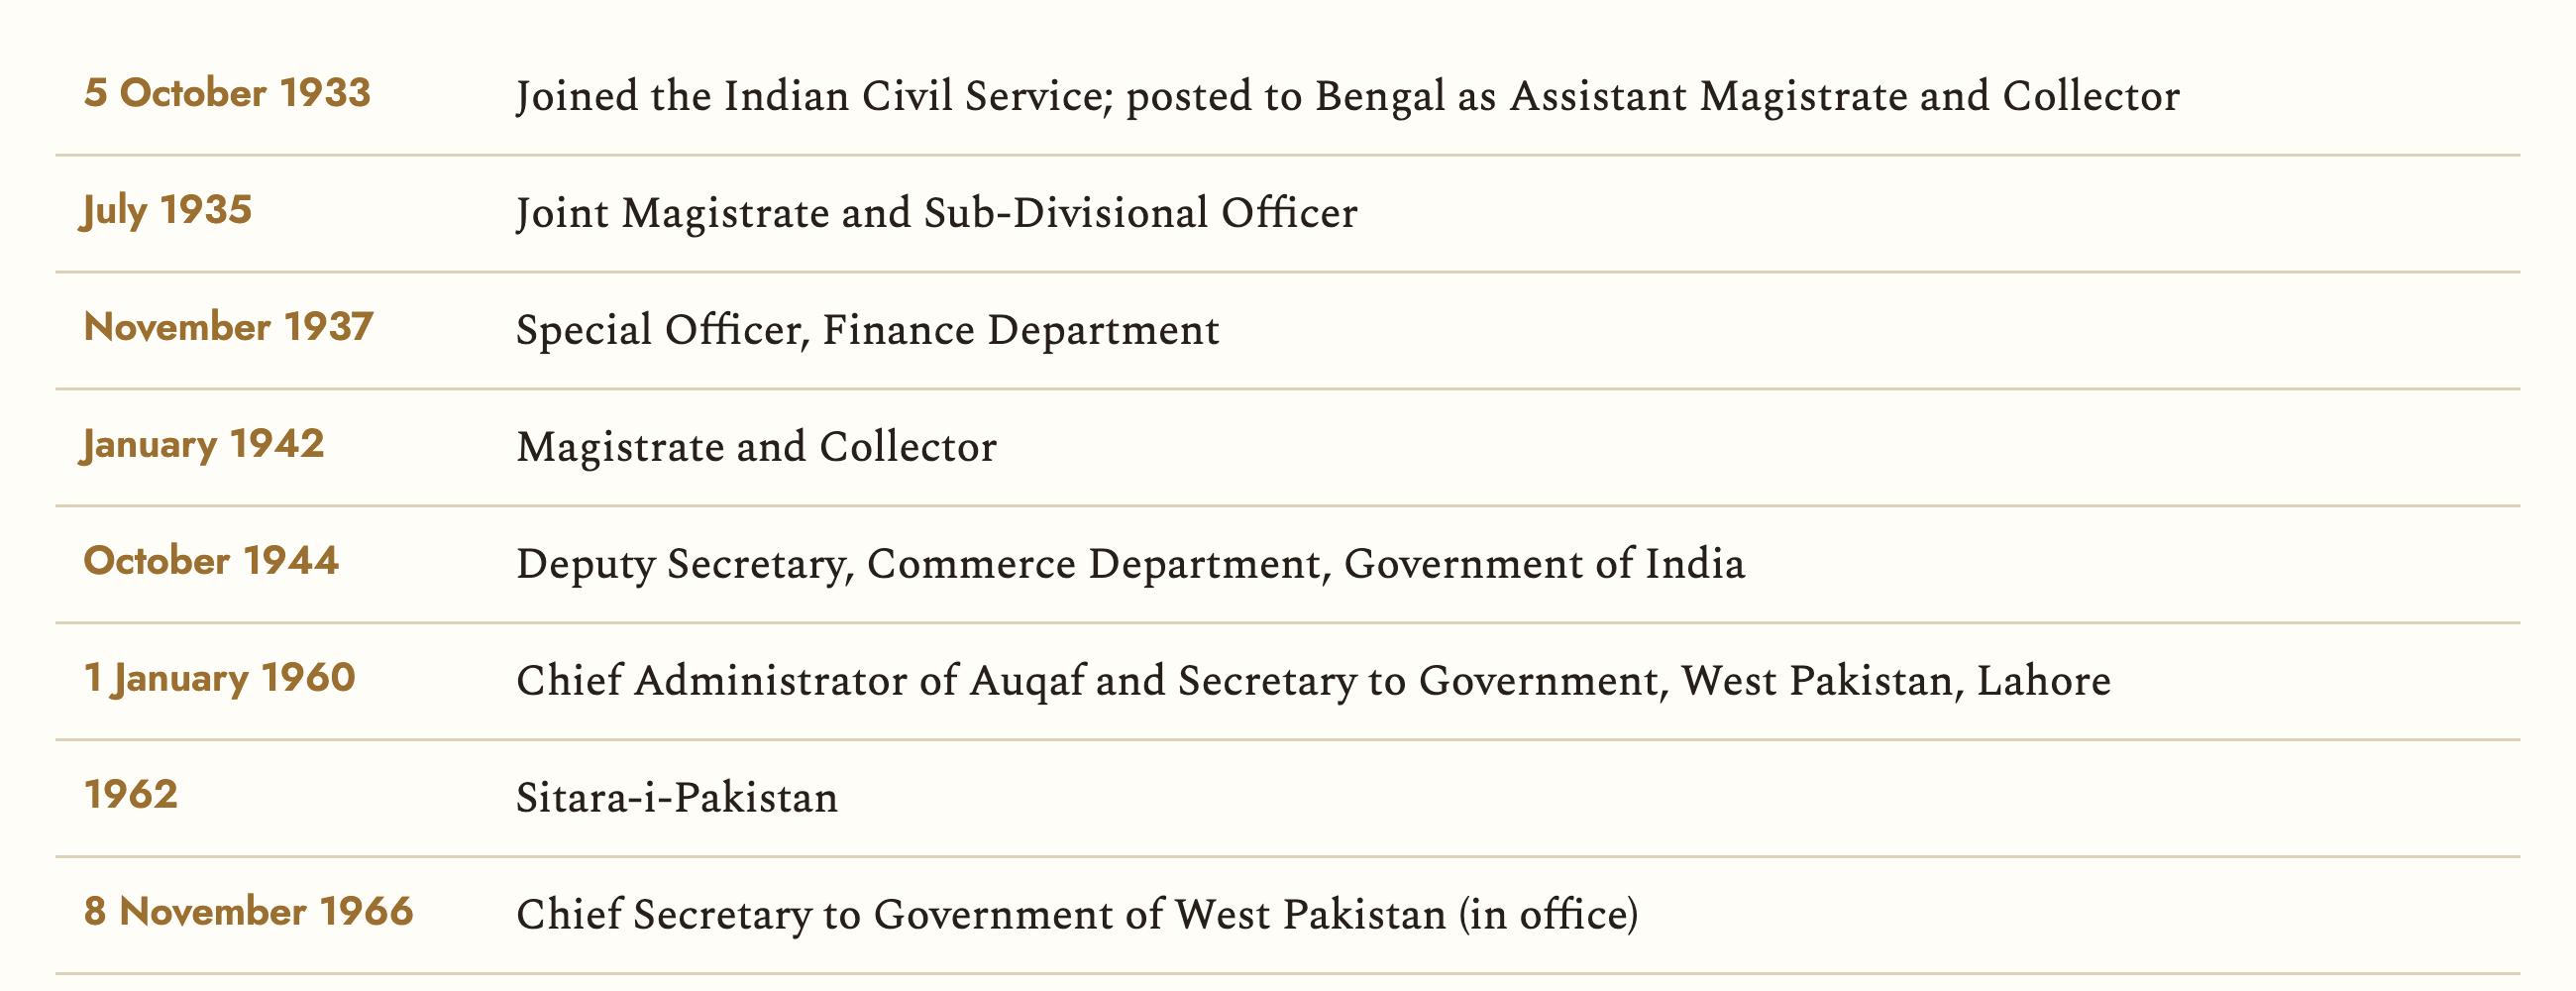 5 October 1933 Joined the Indian Civil Service; posted to Bengal as Assistant Magistrate and Collector
July 1935 Joint Magistrate and Sub-Divisional Officer
November 1937 Special Officer, Finance Department
January 1942 Magistrate and Collector
October 1944 Deputy Secretary, Commerce Department, Government of India
1 January 1960 Chief Administrator of Auqaf and Secretary to Government, West Pakistan, Lahore
1962 Sitara-i-Pakistan
8 November 1966 Chief Secretary to Government of West Pakistan (in office)